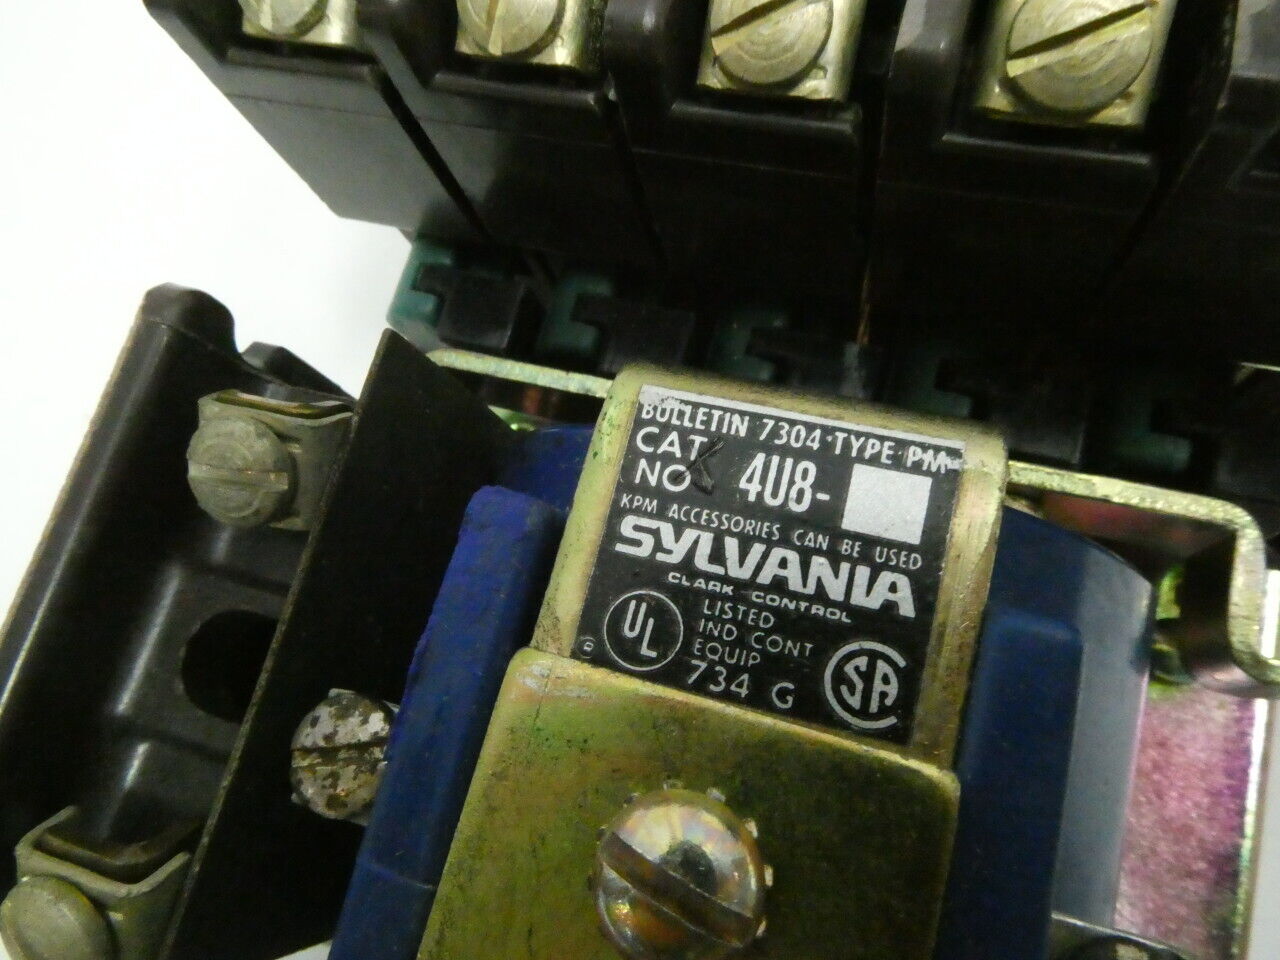 BULLETIN 7304 TYPE PM
CAT
NO 4U8-
KPM ACCESSORIES CAN BE USED
SYLVANIA
CLARK CONTROL
UL
LISTED
IND CONT
EQUIP
734 G
SA